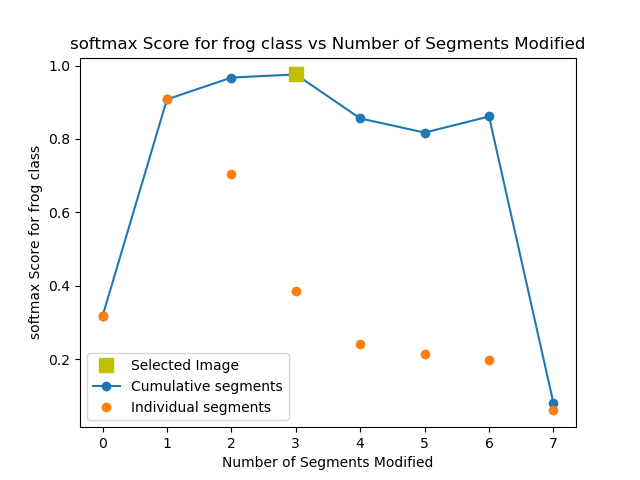 softmax Score for frog class vs Number of Segments Modified
softmax Score for frog class
1.0
0.8
0.6
0.4
0.2
Selected Image
Cumulative segments
Individual segments
0 1 2 3 4 5 6 7
Number of Segments Modified